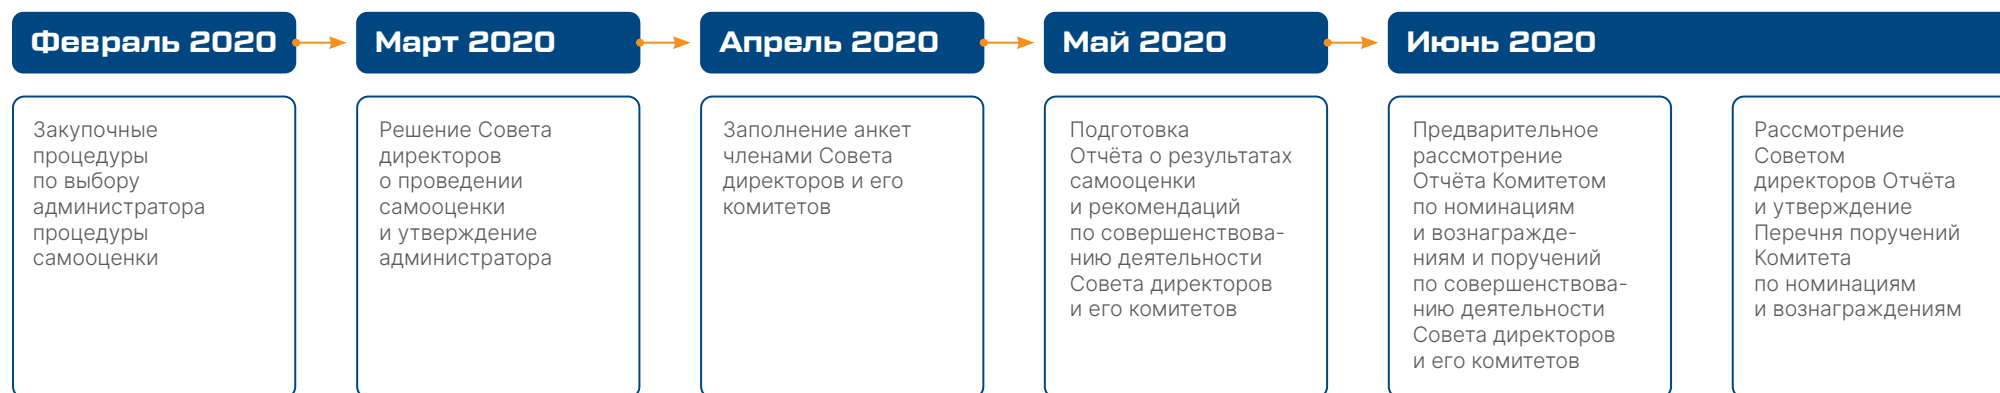 Февраль 2020
Март 2020
Апрель 2020
Май 2020
Июнь 2020
Закупочные
процедуры
по выбору
администратора
процедуры
самооценки
Решение Совета
директоров
о проведении
самооценки
и утверждение
администратора
Заполнение анкет
членами Совета
директоров и его
комитетов
Подготовка
Отчёта о результатах
самооценки
и рекомендаций
по совершенствова-
нию деятельности
Совета директоров
и его комитетов
Предварительное
рассмотрение
Отчёта Комитетом
по номинациям
и вознагражде-
ниям и поручений
по совершенствова-
нию деятельности
Совета директоров
и его комитетов
Рассмотрение
Советом
директоров Отчёта
и утверждение
Перечня поручений
Комитета
по номинациям
и вознаграждениям